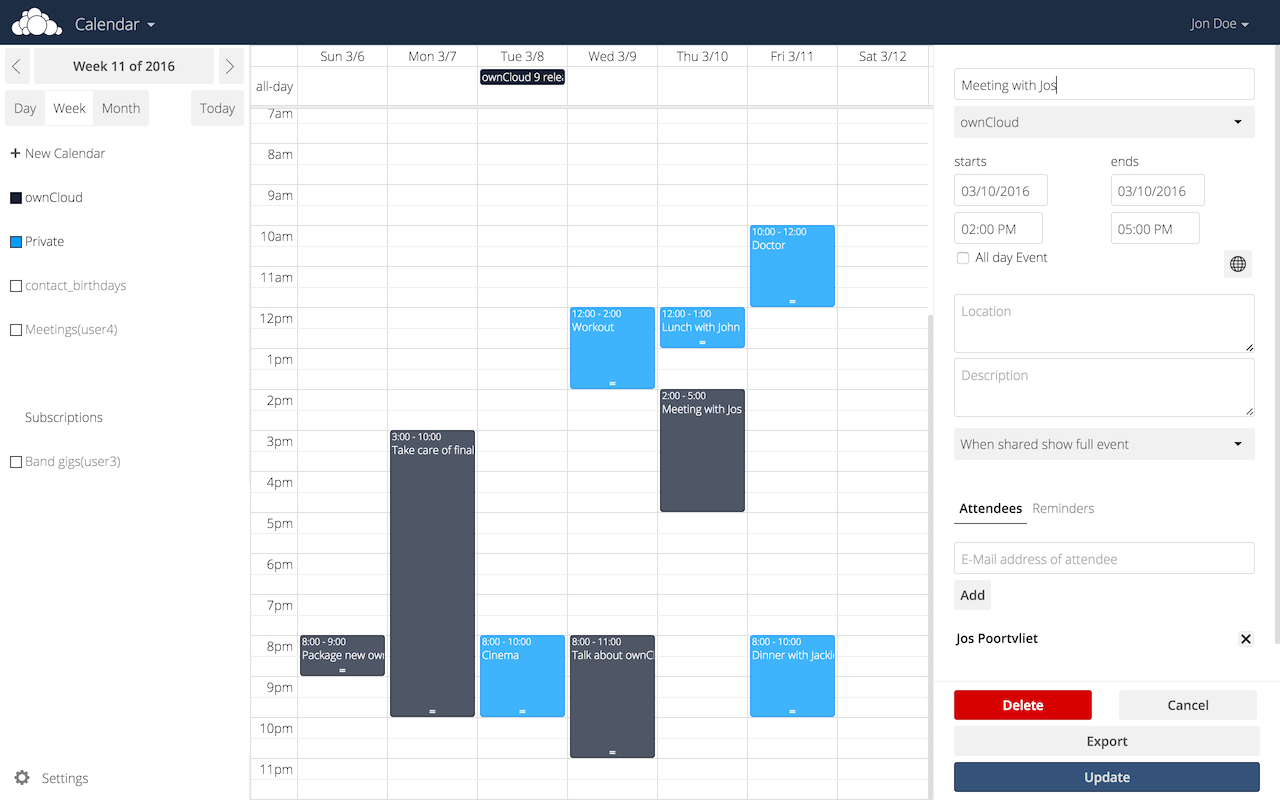 Calendar
Jon Doe
Week 11 of 2016
Day Week Month Today
+ New Calendar
ownCloud
Private
contact_birthdays
Meetings(user4)
Subscriptions
Band gigs(user3)
Settings
Sun 3/6 Mon 3/7 Tue 3/8 Wed 3/9 Thu 3/10 Fri 3/11 Sat 3/12
all-day
ownCloud 9 rele
7am
8am
9am
10am
11am
12pm
1pm
2pm
3pm
4pm
5pm
6pm
7pm
8pm
9pm
10pm
11pm
8:00 - 9:00
Package new own
3:00 - 10:00
Take care of final
8:00 - 10:00
Cinema
12:00 - 2:00
Workout
8:00 - 11:00
Talk about ownCl
12:00 - 1:00
Lunch with John
2:00 - 5:00
Meeting with Jos
10:00 - 12:00
Doctor
8:00 - 10:00
Dinner with Jackie
Meeting with Jos
ownCloud
starts ends
03/10/2016 03/10/2016
02:00 PM 05:00 PM
All day Event
Location
Description
When shared show full event
Attendees Reminders
E-Mail address of attendee
Add
Jos Poortvliet
Delete Cancel
Export
Update